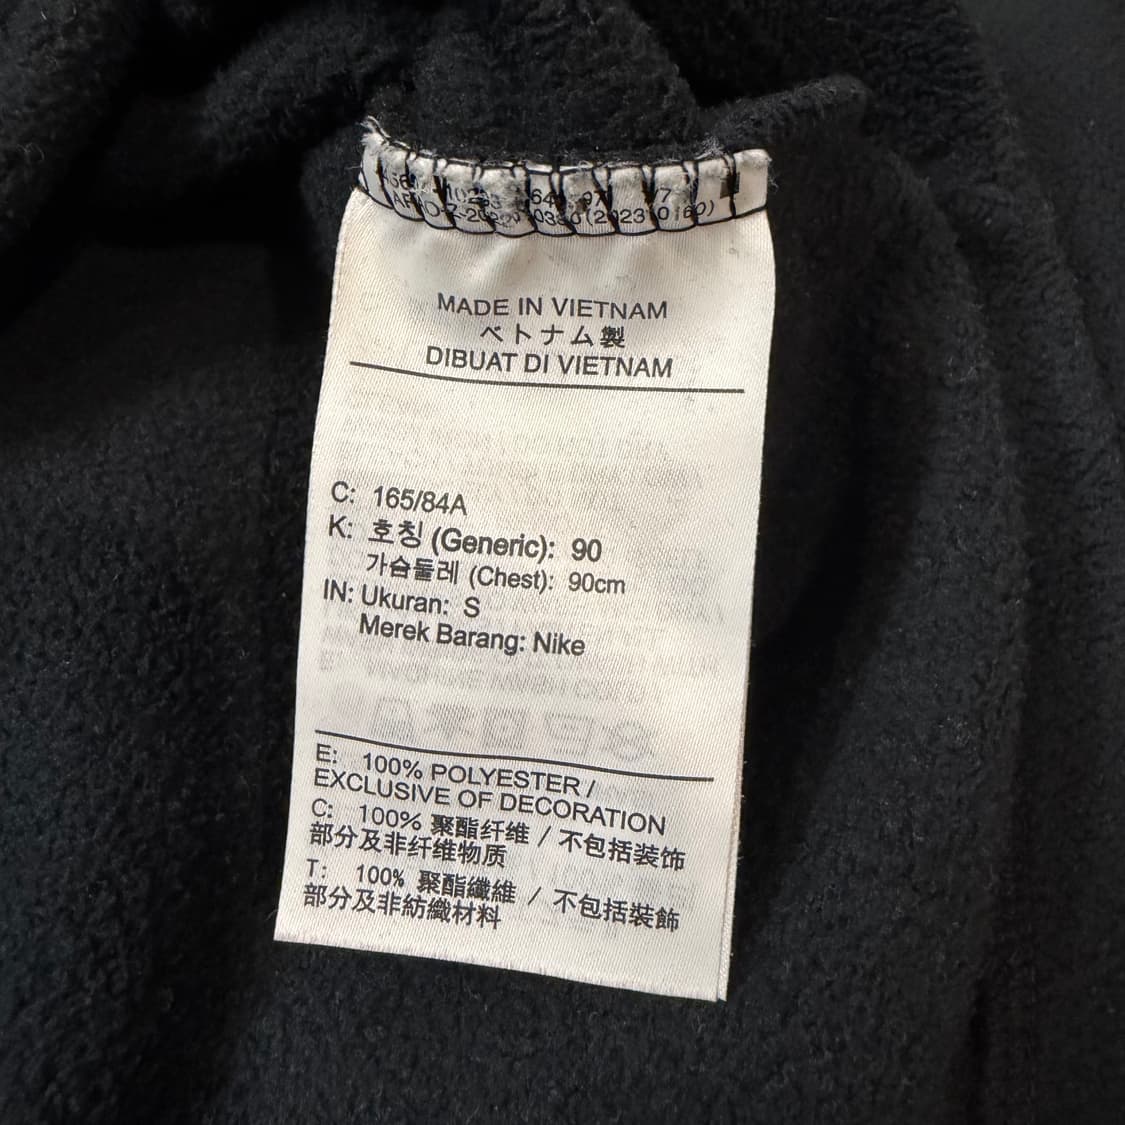 MADE IN VIETNAM
ベトナム製
DIBUAT DI VIETNAM
C: 165/84A
K: 호칭 (Generic): 90
가슴둘레 (Chest): 90cm
IN: Ukuran: S
Merek Barang: Nike
E: 100% POLYESTER /
EXCLUSIVE OF DECORATION
C: 100% 聚酯纤维 / 不包括装饰
部分及非纤维物质
T: 100% 聚酯纖維 / 不包括裝飾
部分及非紡織材料